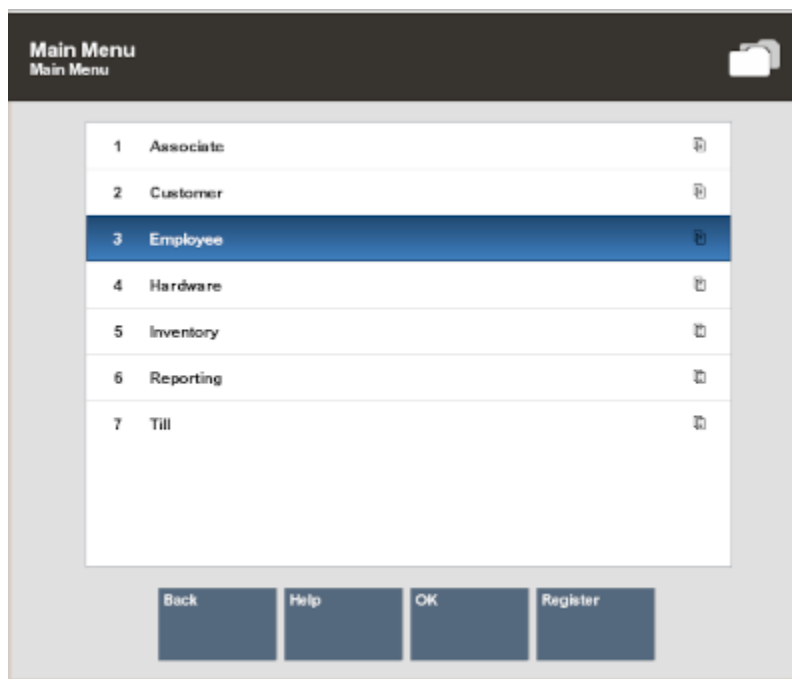 Main Menu
Main Menu
1 Associate
2 Customer
3 Employee
4 Hardware
5 Inventory
6 Reporting
7 Till
Back Help OK Register